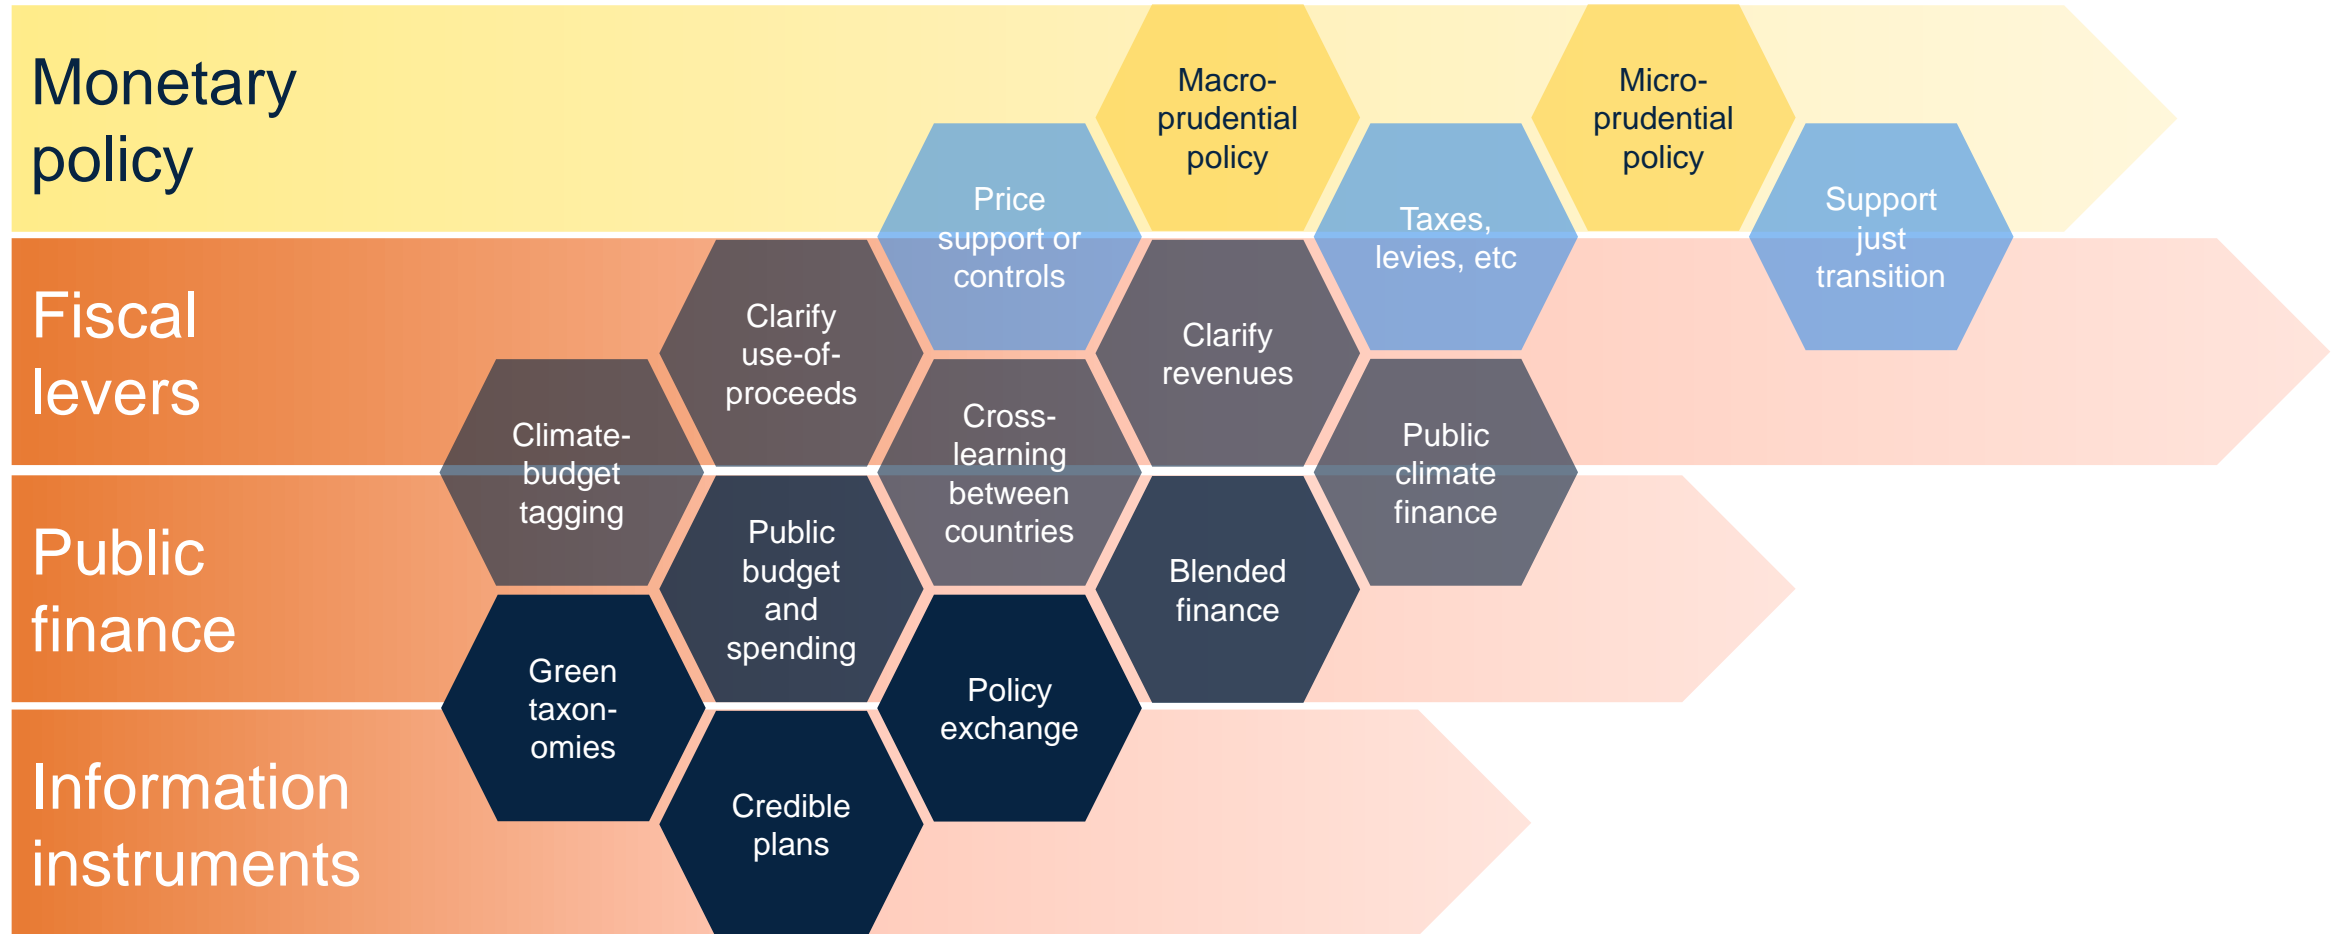 Monetary
policy
Macro-
prudential
policy
Micro-
prudential
policy
Price
support or
controls
Taxes,
levies, etc
Support
just
transition
Fiscal
levers
Clarify
use-of-
proceeds
Clarify
revenues
Climate-
budget
tagging
Cross-
learning
between
countries
Public
climate
finance
Public
finance
Public
budget
and
spending
Blended
finance
Green
taxon-
omies
Policy
exchange
Information
instruments
Credible
plans